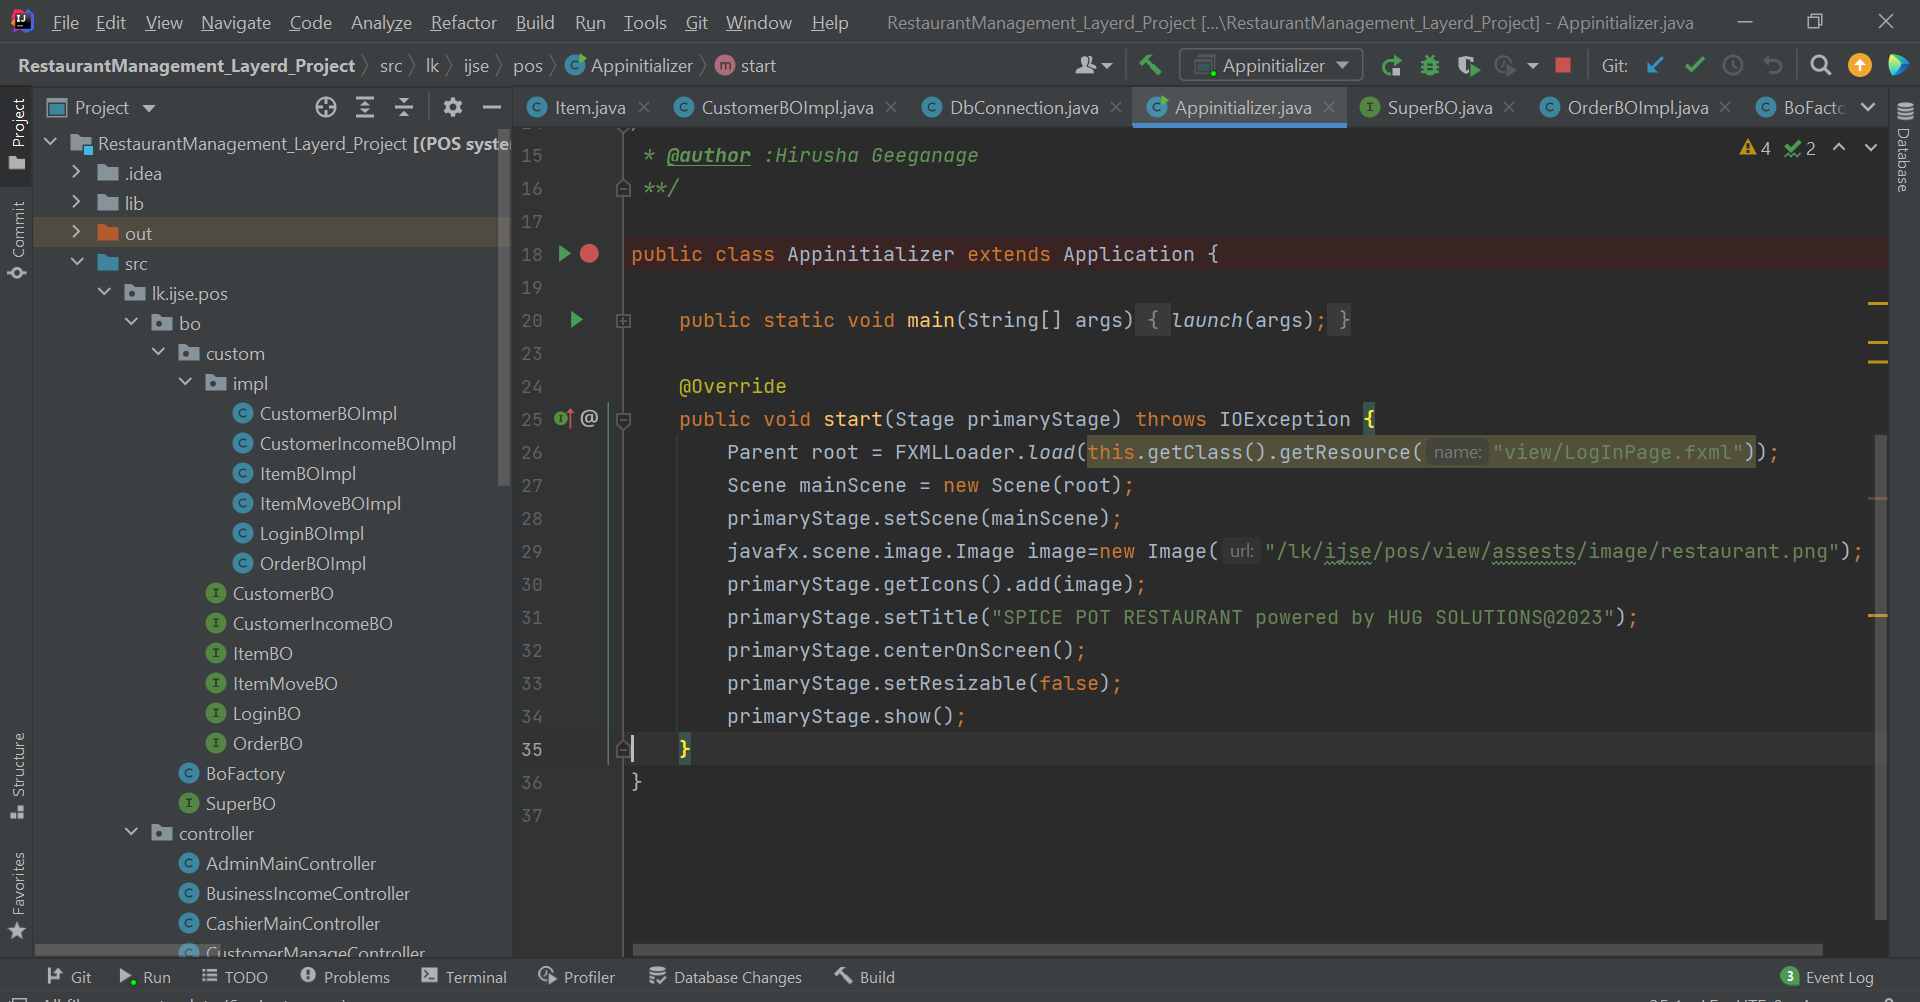 File Edit View Navigate Code Analyze Refactor Build Run Tools Git Window Help RestaurantManagement_Layerd_Project [...\RestaurantManagement_Layerd_Project] - Appinitializer.java
RestaurantManagement_Layerd_Project src lk ijse pos Appinitializer start Appinitializer Git:
Project
Item.java CustomerBOImpl.java DbConnection.java Appinitializer.java SuperBO.java OrderBOImpl.java BoFacto
Project
Commit
Structure
Favorites
RestaurantManagement_Layerd_Project [(POS syste
.idea
lib
out
src
lk.ijse.pos
bo
custom
impl
CustomerBOImpl
CustomerIncomeBOImpl
ItemBOImpl
ItemMoveBOImpl
LoginBOImpl
OrderBOImpl
CustomerBO
CustomerIncomeBO
ItemBO
ItemMoveBO
LoginBO
OrderBO
BoFactory
SuperBO
controller
AdminMainController
BusinessIncomeController
CashierMainController
CustomerManageController
15 * @author :Hirusha Geeganage
16 **/
17
18 public class Appinitializer extends Application {
19
20 public static void main(String[] args) { launch(args); }
23
24 @Override
25 @ public void start(Stage primaryStage) throws IOException {
26 Parent root = FXMLLoader.load(this.getClass().getResource( name: "view/LogInPage.fxml"));
27 Scene mainScene = new Scene(root);
28 primaryStage.setScene(mainScene);
29 javafx.scene.image.Image image=new Image( url: "/lk/ijse/pos/view/assests/image/restaurant.png");
30 primaryStage.getIcons().add(image);
31 primaryStage.setTitle("SPICE POT RESTAURANT powered by HUG SOLUTIONS@2023");
32 primaryStage.centerOnScreen();
33 primaryStage.setResizable(false);
34 primaryStage.show();
35 }
36 }
37
4 2
Database
Git Run TODO Problems Terminal Profiler Database Changes Build 3 Event Log